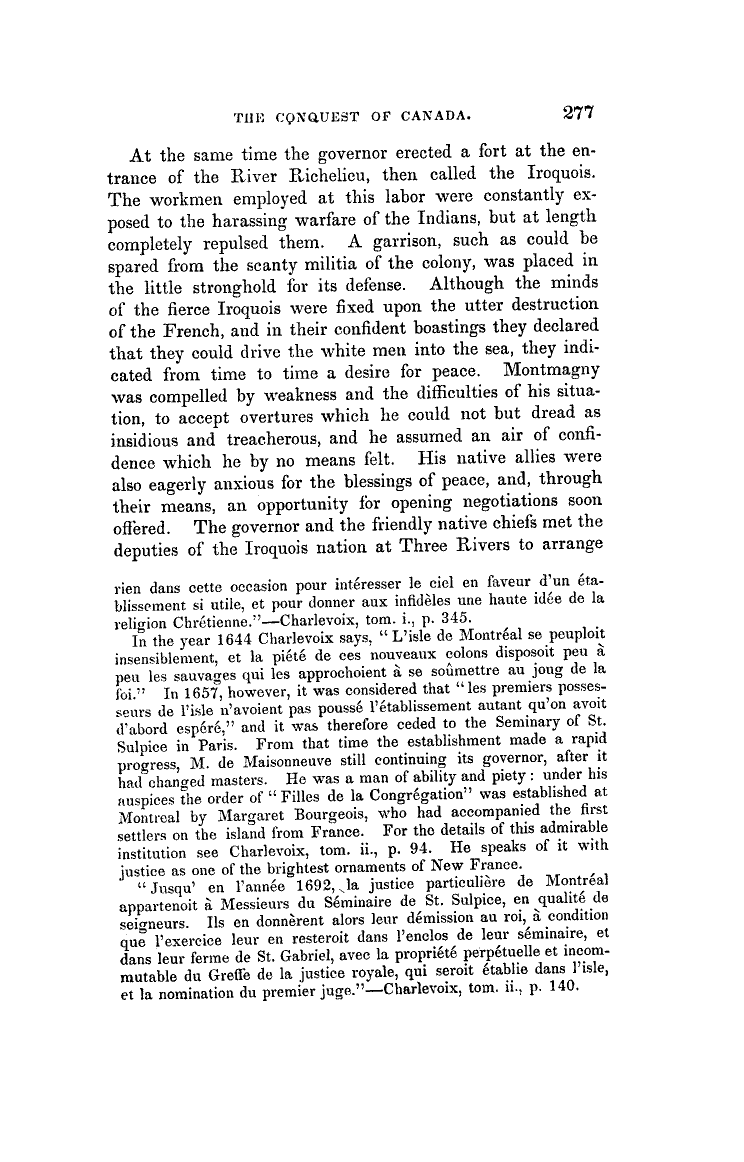 THE CONQUEST OF CANADA. 277
At the same time the governor erected a fort at the en-
trance of the River Richelieu, then called the Iroquois.
The workmen employed at this labor were constantly ex-
posed to the harassing warfare of the Indians, but at length
completely repulsed them. A garrison, such as could be
spared from the scanty militia of the colony, was placed in
the little stronghold for its defense. Although the minds
of the fierce Iroquois were fixed upon the utter destruction
of the French, and in their confident boastings they declared
that they could drive the white men into the sea, they indi-
cated from time to time a desire for peace. Montmagny
was compelled by weakness and the difficulties of his situa-
tion, to accept overtures which he could not but dread as
insidious and treacherous, and he assumed an air of confi-
dence which he by no means felt. His native allies were
also eagerly anxious for the blessings of peace, and, through
their means, an opportunity for opening negotiations soon
offered. The governor and the friendly native chiefs met the
deputies of the Iroquois nation at Three Rivers to arrange
rien dans cette occasion pour intéresser le ciel en faveur d'un éta-
blissement si utile, et pour donner aux infidèles une haute idée de la
religion Chrétienne."—Charlevoix, tom. i., p. 345.
In the year 1644 Charlevoix says, "L'isle de Montréal se peuploit
insensiblement, et la piété de ces nouveaux colons disposoit peu à
peu les sauvages qui les approchoient à se soûmettre au joug de la
foi." In 1657, however, it was considered that "les premiers posses-
seurs de l'isle n'avoient pas poussé l'établissement autant qu'on avoit
d'abord espéré," and it was therefore ceded to the Seminary of St.
Sulpice in Paris. From that time the establishment made a rapid
progress, M. de Maisonneuve still continuing its governor, after it
had changed masters. He was a man of ability and piety: under his
auspices the order of "Filles de la Congrégation" was established at
Montreal by Margaret Bourgeois, who had accompanied the first
settlers on the island from France. For the details of this admirable
institution see Charlevoix, tom. ii., p. 94. He speaks of it with
justice as one of the brightest ornaments of New France.
"Jusqu' en l'année 1692, la justice particulière de Montréal
appartenoit à Messieurs du Séminaire de St. Sulpice, en qualité de
seigneurs. Ils en donnèrent alors leur démission au roi, à condition
que l'exercice leur en resteroit dans l'enclos de leur séminaire, et
dans leur ferme de St. Gabriel, avec la propriété perpétuelle et incom-
mutable du Greffe de la justice royale, qui seroit établie dans l'isle,
et la nomination du premier juge."—Charlevoix, tom. ii., p. 140.